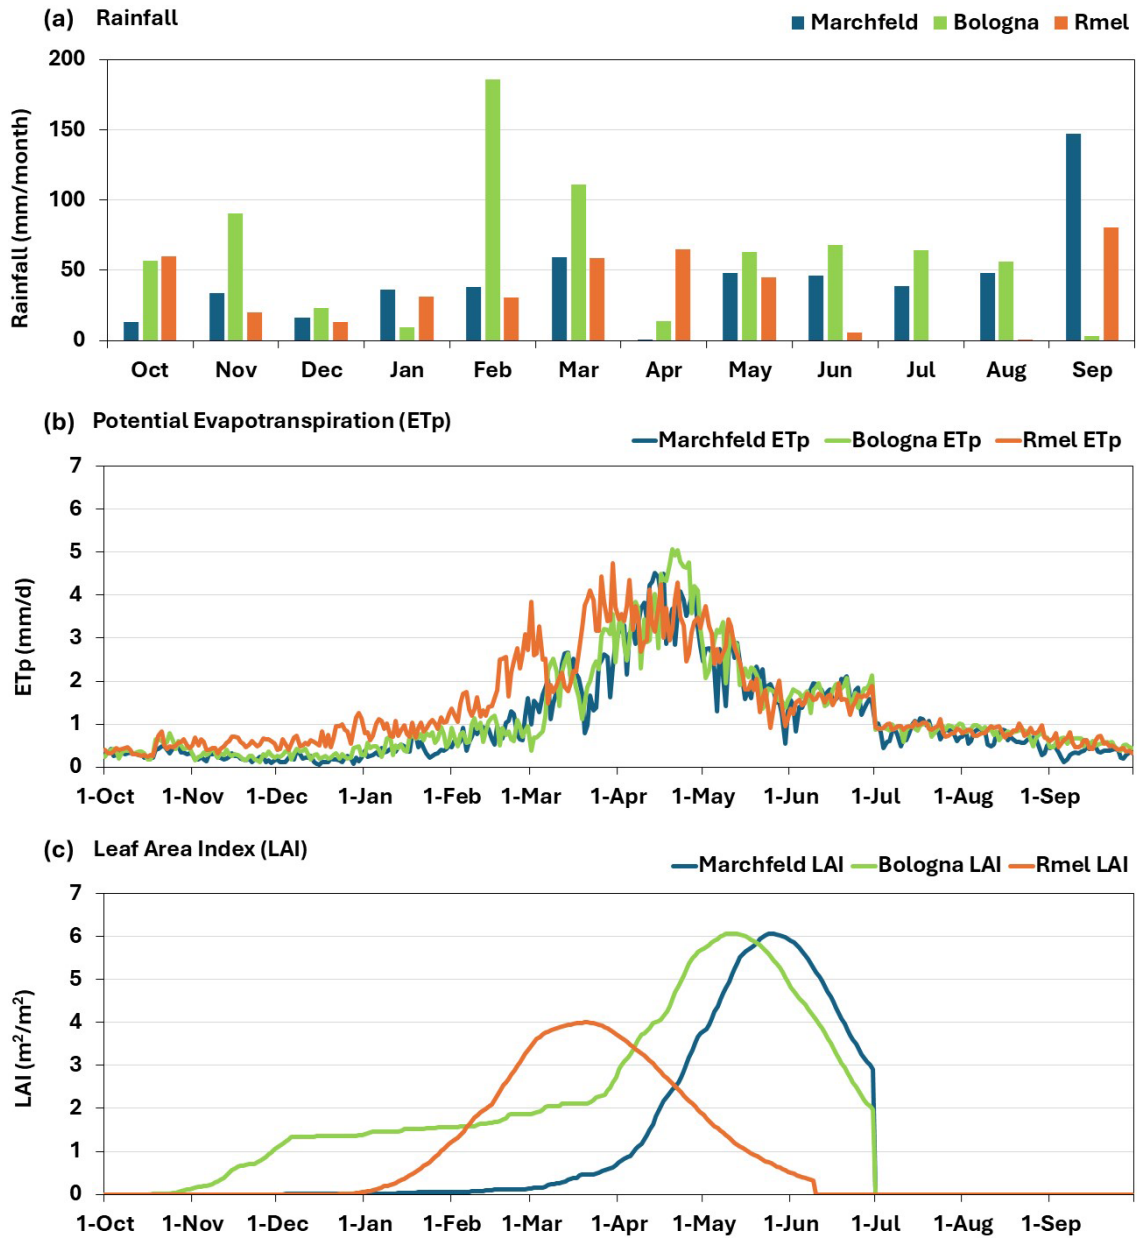 (a) Rainfall
Marchfeld Bologna Rmel
Rainfall (mm/month)
200
150
100
50
0
Oct Nov Dec Jan Feb Mar Apr May Jun Jul Aug Sep
(b) Potential Evapotranspiration (ETp)
Marchfeld ETp Bologna ETp Rmel ETp
ETp (mm/d)
7
6
5
4
3
2
1
0
1-Oct 1-Nov 1-Dec 1-Jan 1-Feb 1-Mar 1-Apr 1-May 1-Jun 1-Jul 1-Aug 1-Sep
(c) Leaf Area Index (LAI)
Marchfeld LAI Bologna LAI Rmel LAI
LAI (m²/m²)
7
6
5
4
3
2
1
0
1-Oct 1-Nov 1-Dec 1-Jan 1-Feb 1-Mar 1-Apr 1-May 1-Jun 1-Jul 1-Aug 1-Sep